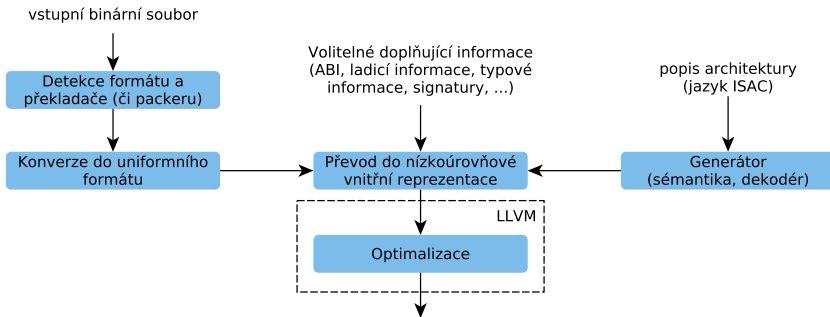 vstupní binární soubor
Detekce formátu a
překladače (či packeru)
Konverze do uniformního
formátu
Volitelné doplňující informace
(ABI, ladicí informace, typové
informace, signatury, ...)
Převod do nízkoúrovňové
vnitřní reprezentace
popis architektury
(jazyk ISAC)
Generátor
(sémantika, dekodér)
LLVM
Optimalizace